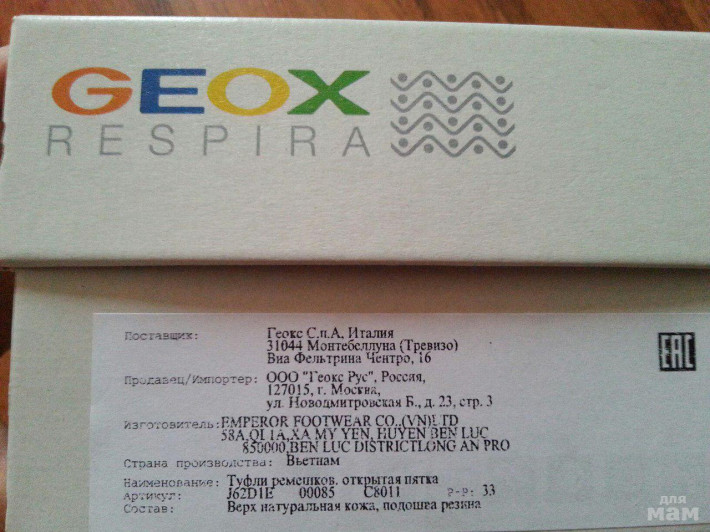 GEOX
RESPIRA
Поставщик: Геокс С.п.А, Италия
31044 Монтебеллуна (Тревизо)
Виа Фельтрина Чентро, 16
EAC
Продавец/Импортер: ООО "Геокс Рус", Россия,
127015, г. Москва,
ул. Новодмитровская Б., д. 23, стр. 3
Изготовитель: EMPEROR FOOTWEAR CO.,(VN)LTD
58A,QL1A,XA MY YEN, HUYEN BEN LUC
850000,BEN LUC DISTRICTLONG AN PRO
Страна производства: Вьетнам
Наименование: Туфли ремешков. открытая пятка
Артикул: J62D1E 00085 C8011 Р-Р: 33
Состав: Верх натуральная кожа, подошва резина
для
мам